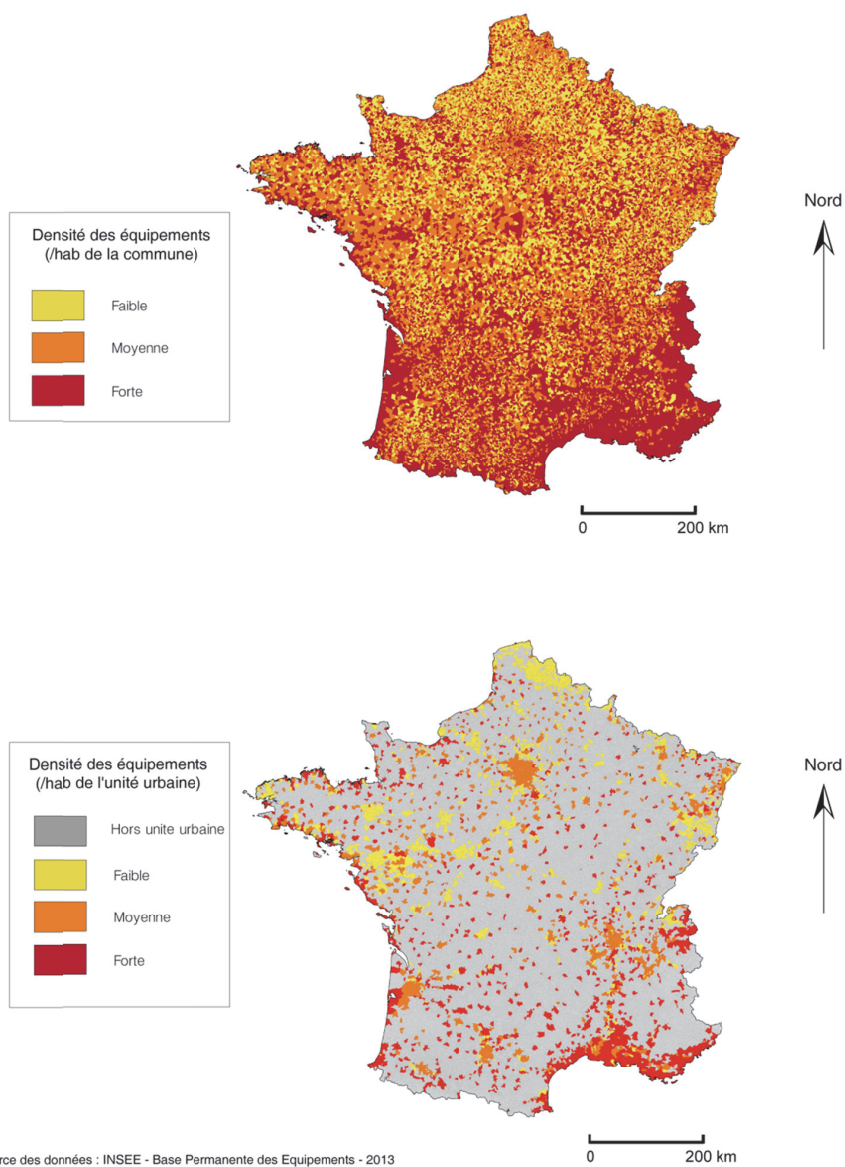 Nord
Densité des équipements
(/hab de la commune)
Faible
Moyenne
Forte
0 200 km
Densité des équipements
(/hab de l'unité urbaine)
Nord
Hors unite urbaine
Faible
Moyenne
Forte
rce des données : INSEE - Base Permanente des Equipements - 2013
0 200 km